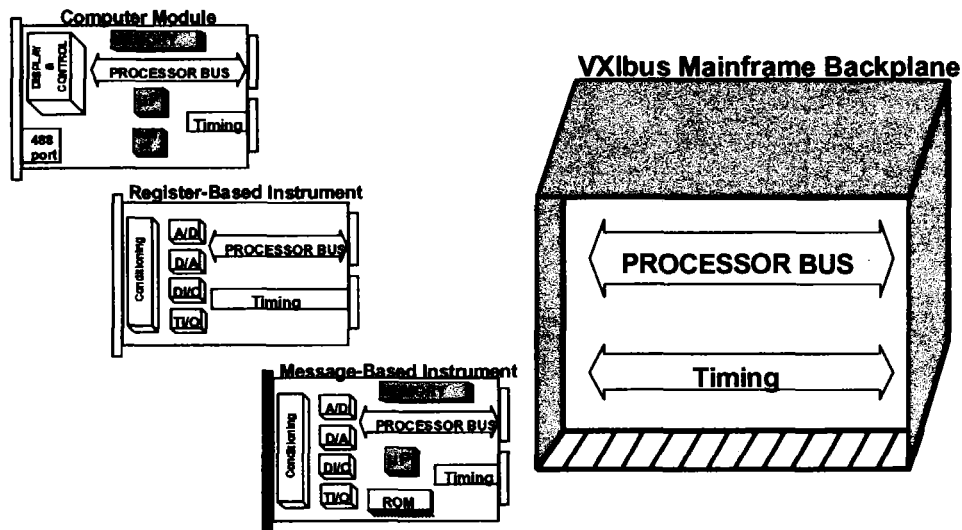 Computer Module
DISPLAY
&
CONTROL
MEMORY
PROCESSOR BUS
Timing
488
port
Register-Based Instrument
Conditioning
A/D
D/A
DI/O
TI/O
PROCESSOR BUS
Timing
Message-Based Instrument
Conditioning
A/D
D/A
DI/O
TI/O
PROCESSOR BUS
Timing
ROM
VXIbus Mainframe Backplane
PROCESSOR BUS
Timing